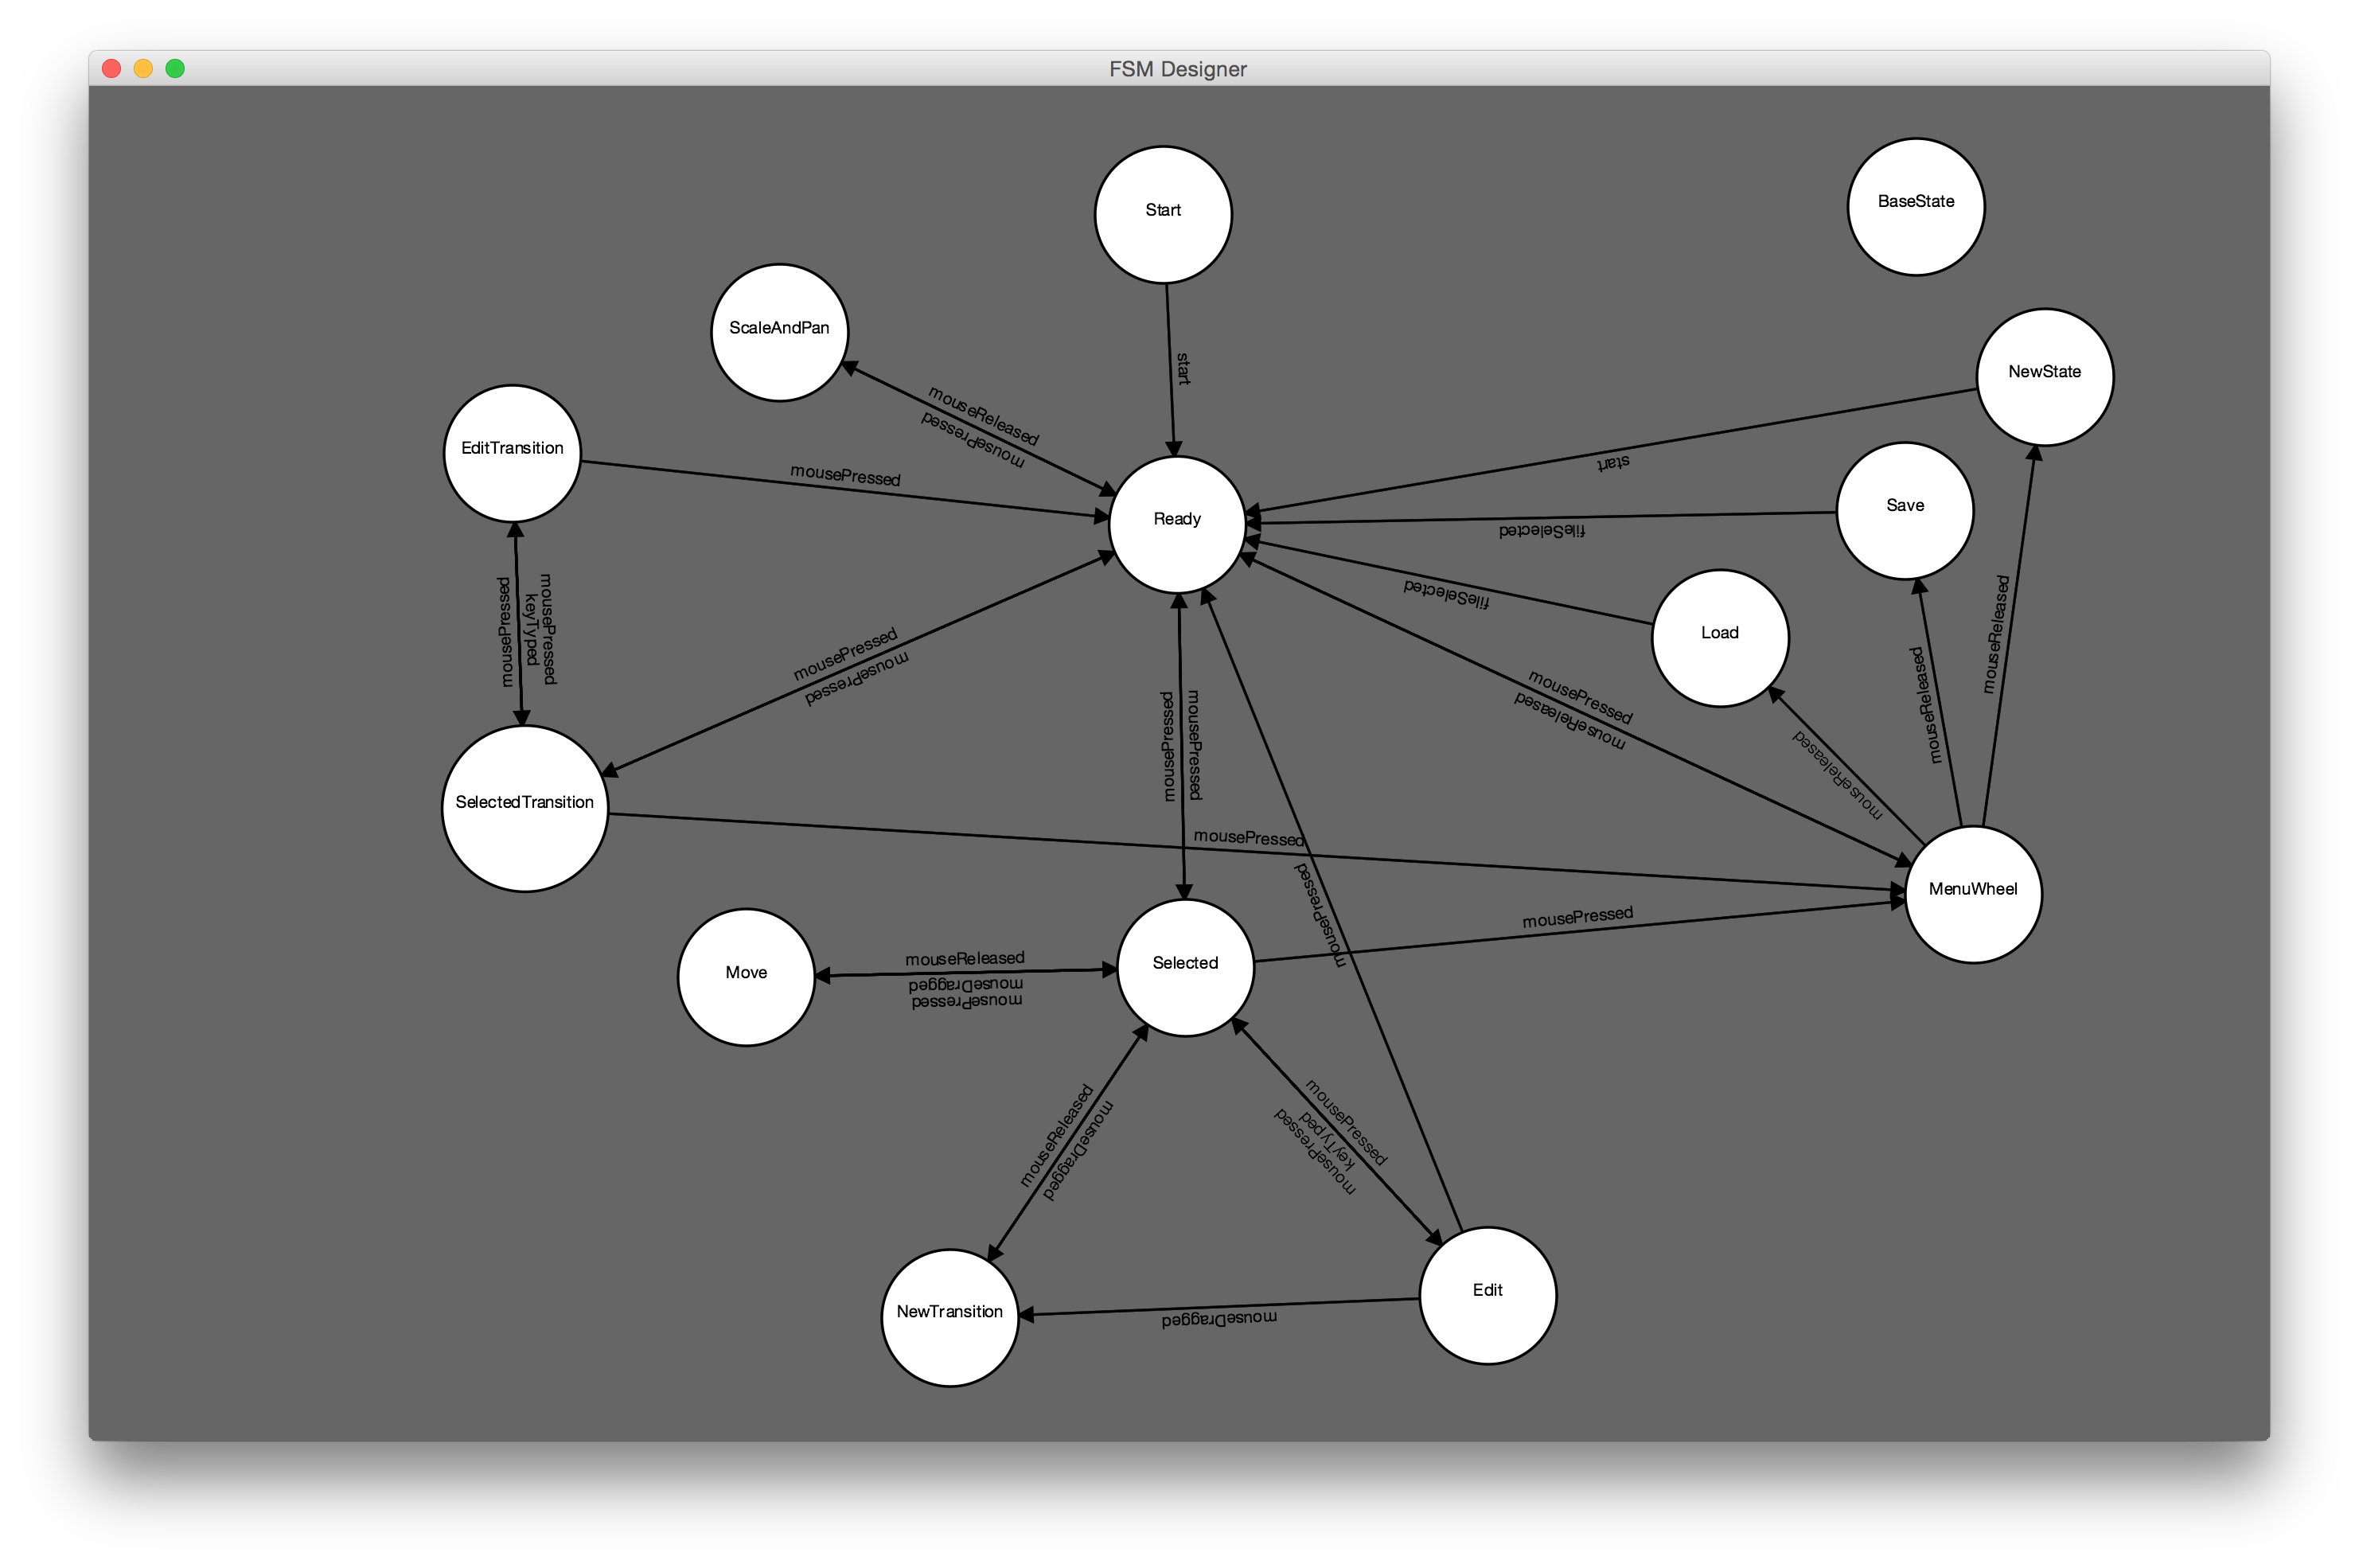 FSM Designer
Start
BaseState
ScaleAndPan
start
NewState
mouseReleased
mousePressed
EditTransition
mousePressed
start
Ready
Save
fileSelected
fileSelected
Load
mousePressed
keyTyped
mousePressed
mousePressed
mousePressed
mousePressed
mousePressed
mousePressed
mouseReleased
mouseReleased
mouseReleased
mouseReleased
SelectedTransition
mousePressed
MenuWheel
mousePressed
mousePressed
Move
mouseReleased
mouseDragged
mousePressed
Selected
mouseReleased
mouseDragged
mousePressed
keyTyped
mousePressed
NewTransition
mouseDragged
Edit